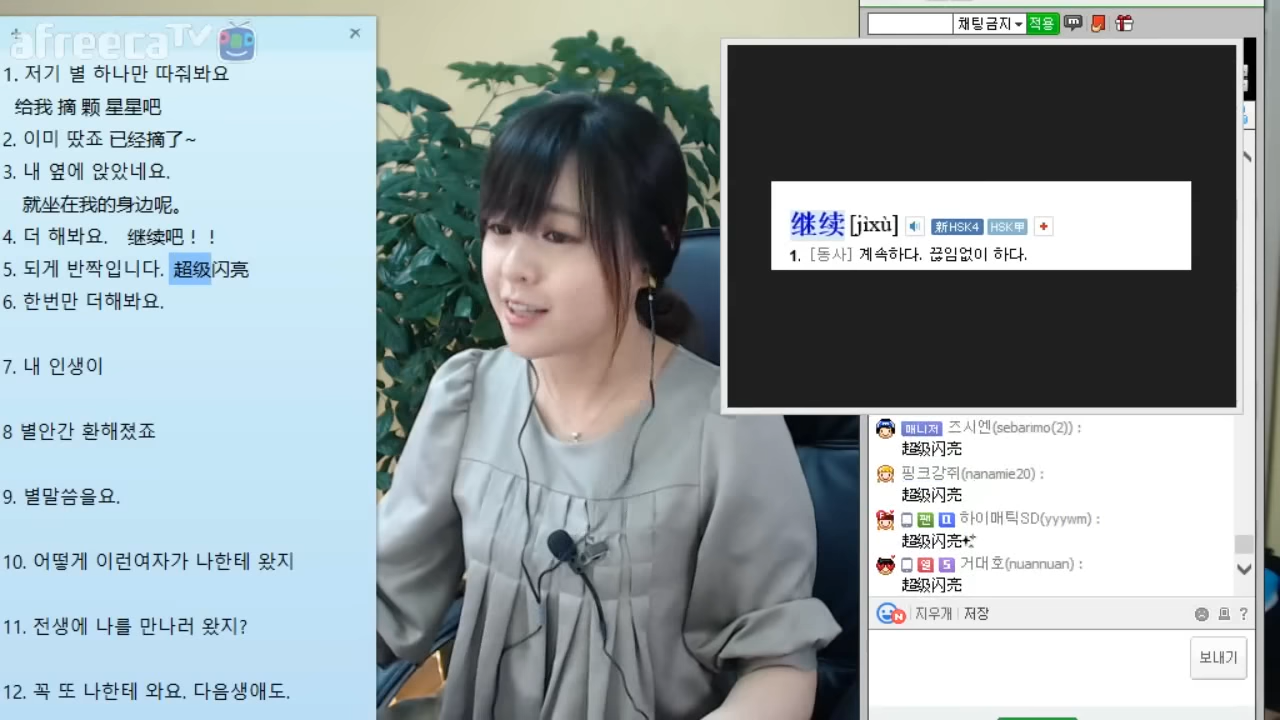 afreecaTV
1. 저기 별 하나만 따줘봐요
给我 摘 颗 星星吧
2. 이미 땄죠 已经摘了~
3. 내 옆에 앉았네요.
就坐在我的身边呢。
4. 더 해봐요. 继续吧！！
5. 되게 반짝입니다. 超级闪亮
6. 한번만 더해봐요.
7. 내 인생이
8 별안간 환해졌죠
9. 별말씀을요.
10. 어떻게 이런여자가 나한테 왔지
11. 전생에 나를 만나러 왔지?
12. 꼭 또 나한테 와요. 다음생애도.
채팅금지 적용
继续 [jìxù] 新HSK4 HSK甲
1. [동사] 계속하다. 끊임없이 하다.
매니저 즈시엔(sebarimo(2)) :
超级闪亮
핑크강쥐(nanamie20) :
超级闪亮
팬 하이매틱SD(yyywm) :
超级闪亮
열 5 거대호(nuannuan) :
超级闪亮
N 지우개 저장 ?
보내기